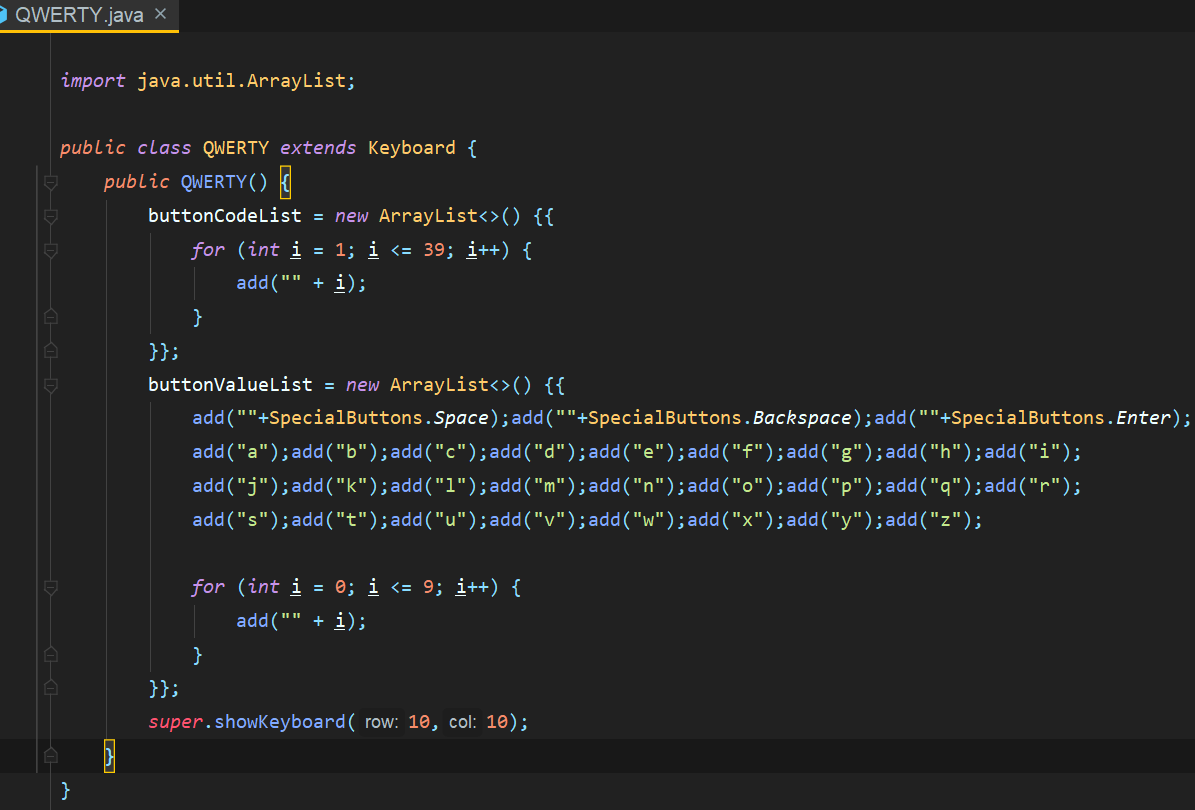 QWERTY.java ×
import java.util.ArrayList;
public class QWERTY extends Keyboard {
public QWERTY() {
buttonCodeList = new ArrayList<>() {{
for (int i = 1; i <= 39; i++) {
add("" + i);
}
}};
buttonValueList = new ArrayList<>() {{
add(""+SpecialButtons.Space);add(""+SpecialButtons.Backspace);add(""+SpecialButtons.Enter);
add("a");add("b");add("c");add("d");add("e");add("f");add("g");add("h");add("i");
add("j");add("k");add("l");add("m");add("n");add("o");add("p");add("q");add("r");
add("s");add("t");add("u");add("v");add("w");add("x");add("y");add("z");
for (int i = 0; i <= 9; i++) {
add("" + i);
}
}};
super.showKeyboard( row: 10, col: 10);
}
}